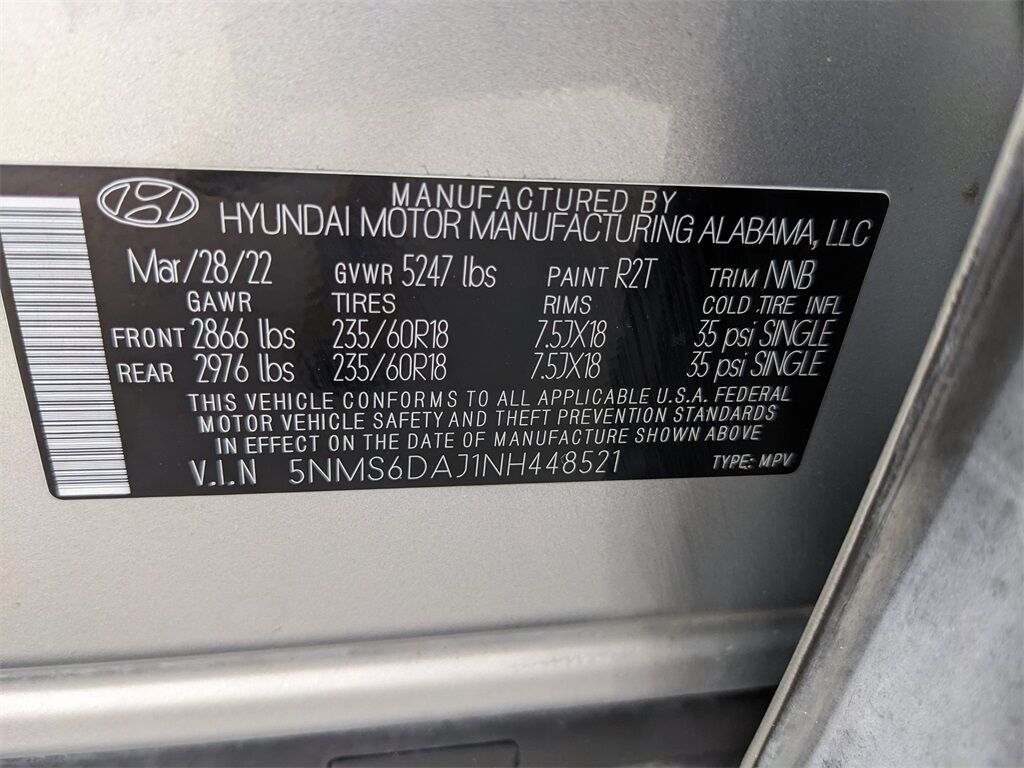 MANUFACTURED BY
HYUNDAI MOTOR MANUFACTURING ALABAMA, LLC
Mar/28/22 GVWR 5247 lbs PAINT R2T TRIM NNB
GAWR TIRES RIMS COLD TIRE INFL
FRONT 2866 lbs 235/60R18 7.5JX18 35 psi SINGLE
REAR 2976 lbs 235/60R18 7.5JX18 35 psi SINGLE
THIS VEHICLE CONFORMS TO ALL APPLICABLE U.S.A. FEDERAL
MOTOR VEHICLE SAFETY AND THEFT PREVENTION STANDARDS
IN EFFECT ON THE DATE OF MANUFACTURE SHOWN ABOVE
V.I.N 5NMS6DAJ1NH448521 TYPE: MPV